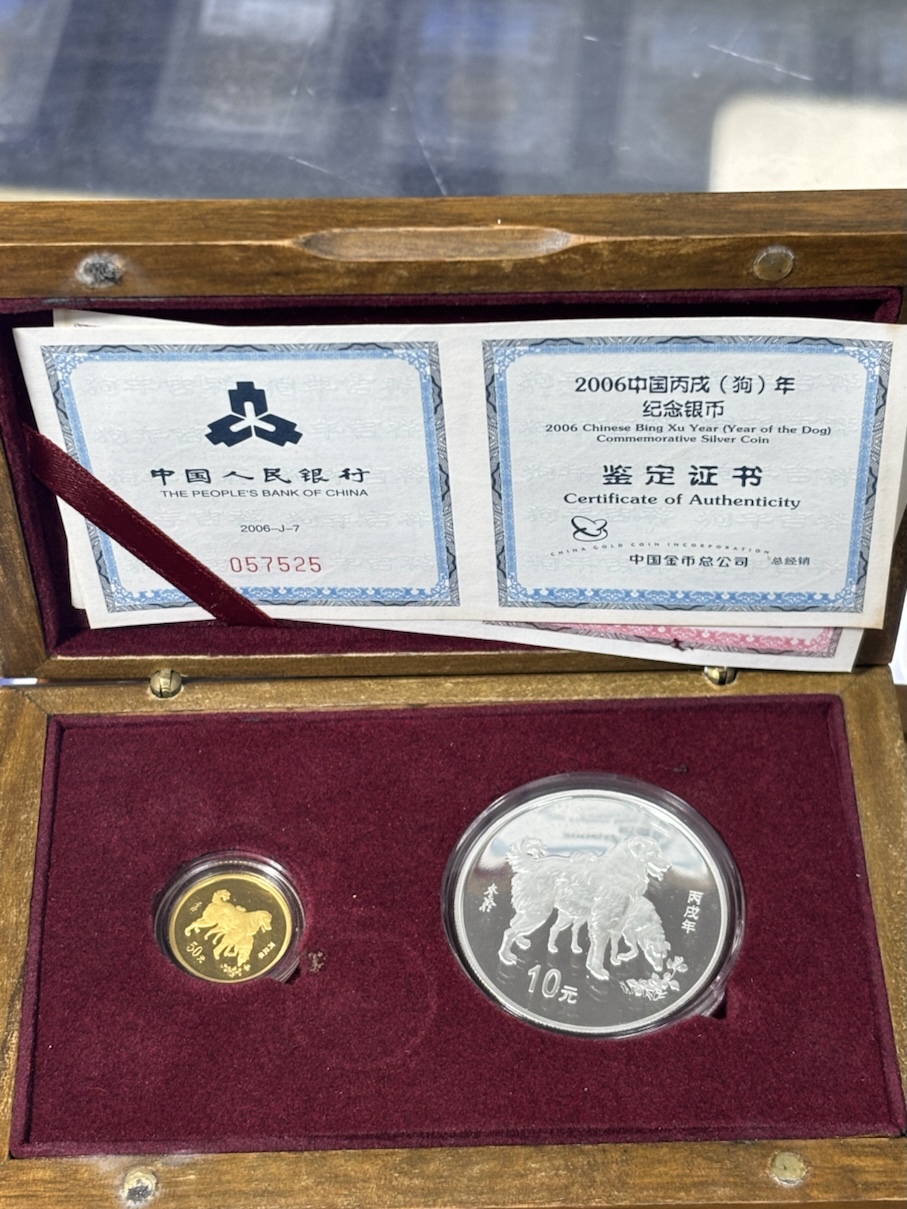 中国人民银行
THE PEOPLE'S BANK OF CHINA
2006-J-7
057525
2006中国丙戌（狗）年
纪念银币
2006 Chinese Bing Xu Year (Year of the Dog)
Commemorative Silver Coin
鉴定证书
Certificate of Authenticity
CHINA GOLD COIN INCORPORATION
中国金币总公司 总经销
50元
丙戌年
10元